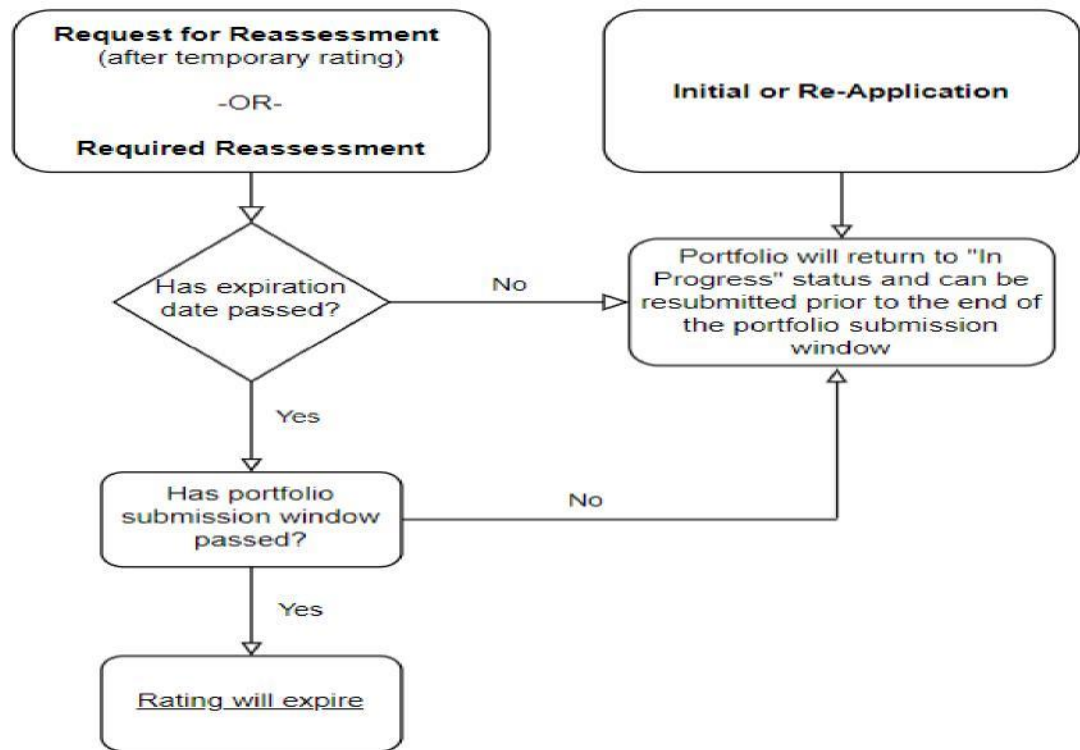 Request for Reassessment
(after temporary rating)
-OR-
Required Reassessment
Initial or Re-Application
Has expiration
date passed?
No
Portfolio will return to "In
Progress" status and can be
resubmitted prior to the end of
the portfolio submission
window
Yes
Has portfolio
submission window
passed?
No
Yes
Rating will expire